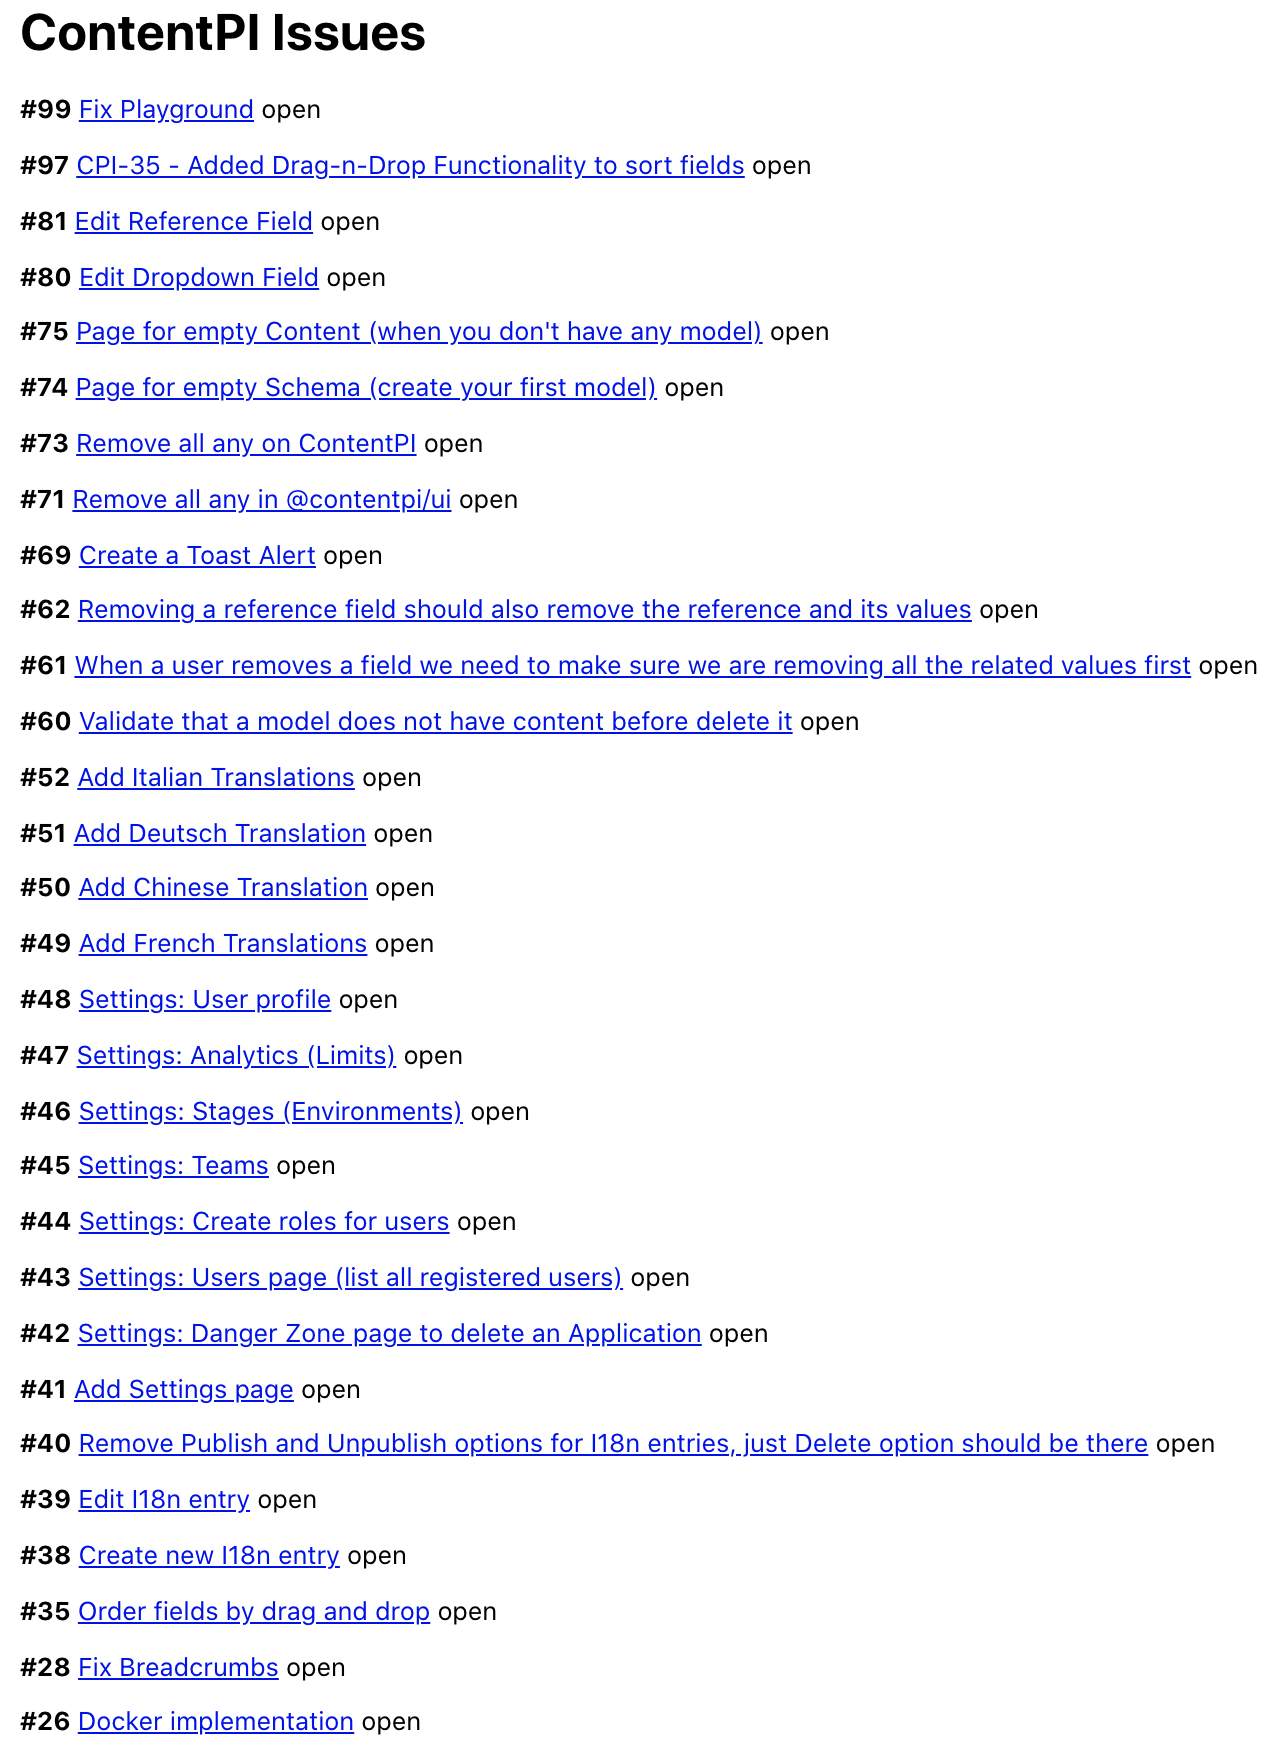 ContentPI Issues
#99 Fix Playground open
#97 CPI-35 - Added Drag-n-Drop Functionality to sort fields open
#81 Edit Reference Field open
#80 Edit Dropdown Field open
#75 Page for empty Content (when you don't have any model) open
#74 Page for empty Schema (create your first model) open
#73 Remove all any on ContentPI open
#71 Remove all any in @contentpi/ui open
#69 Create a Toast Alert open
#62 Removing a reference field should also remove the reference and its values open
#61 When a user removes a field we need to make sure we are removing all the related values first open
#60 Validate that a model does not have content before delete it open
#52 Add Italian Translations open
#51 Add Deutsch Translation open
#50 Add Chinese Translation open
#49 Add French Translations open
#48 Settings: User profile open
#47 Settings: Analytics (Limits) open
#46 Settings: Stages (Environments) open
#45 Settings: Teams open
#44 Settings: Create roles for users open
#43 Settings: Users page (list all registered users) open
#42 Settings: Danger Zone page to delete an Application open
#41 Add Settings page open
#40 Remove Publish and Unpublish options for I18n entries, just Delete option should be there open
#39 Edit I18n entry open
#38 Create new I18n entry open
#35 Order fields by drag and drop open
#28 Fix Breadcrumbs open
#26 Docker implementation open